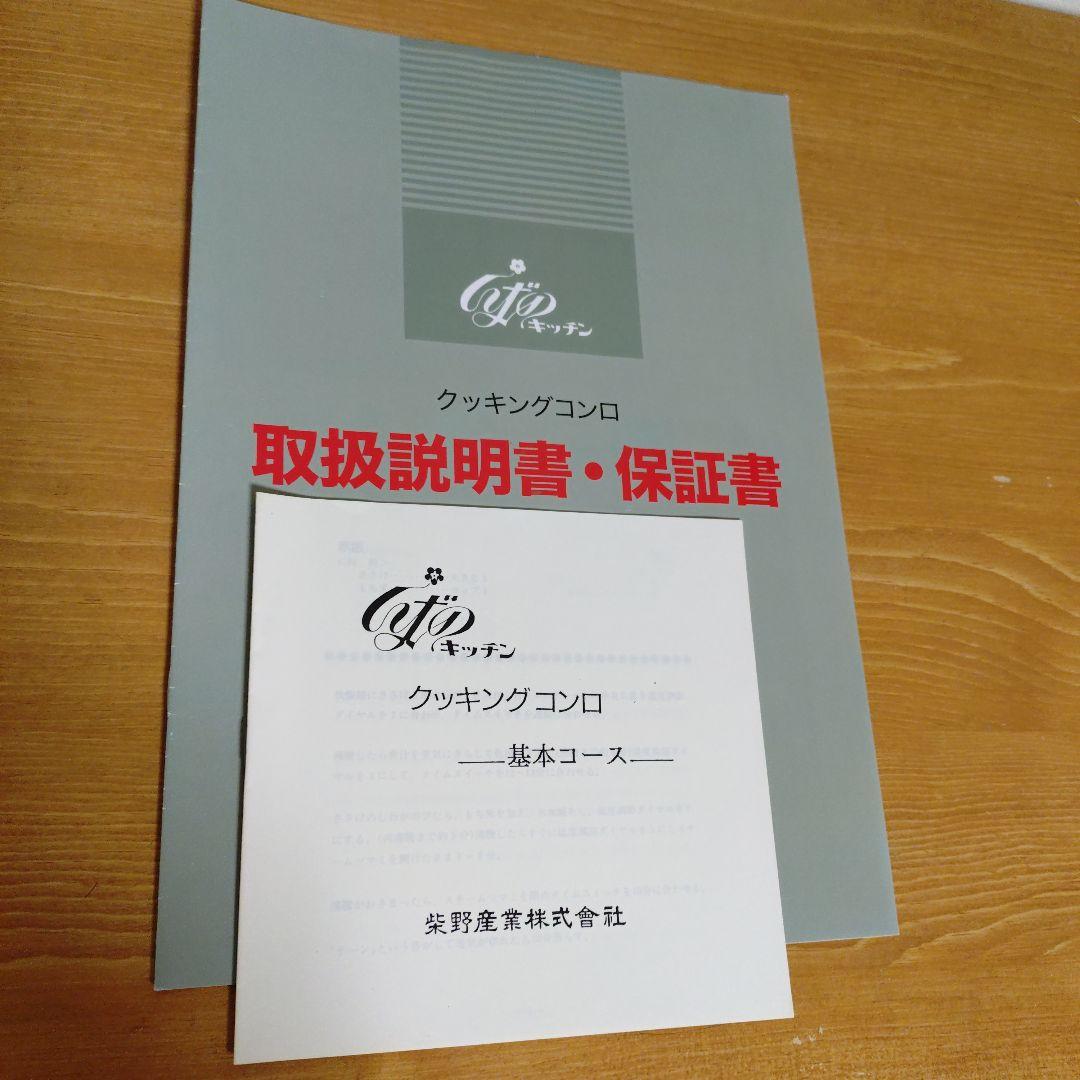 しばの
キッチン
クッキングコンロ
取扱説明書・保証書
しばの
キッチン
クッキングコンロ
――基本コース――
柴野産業株式會社